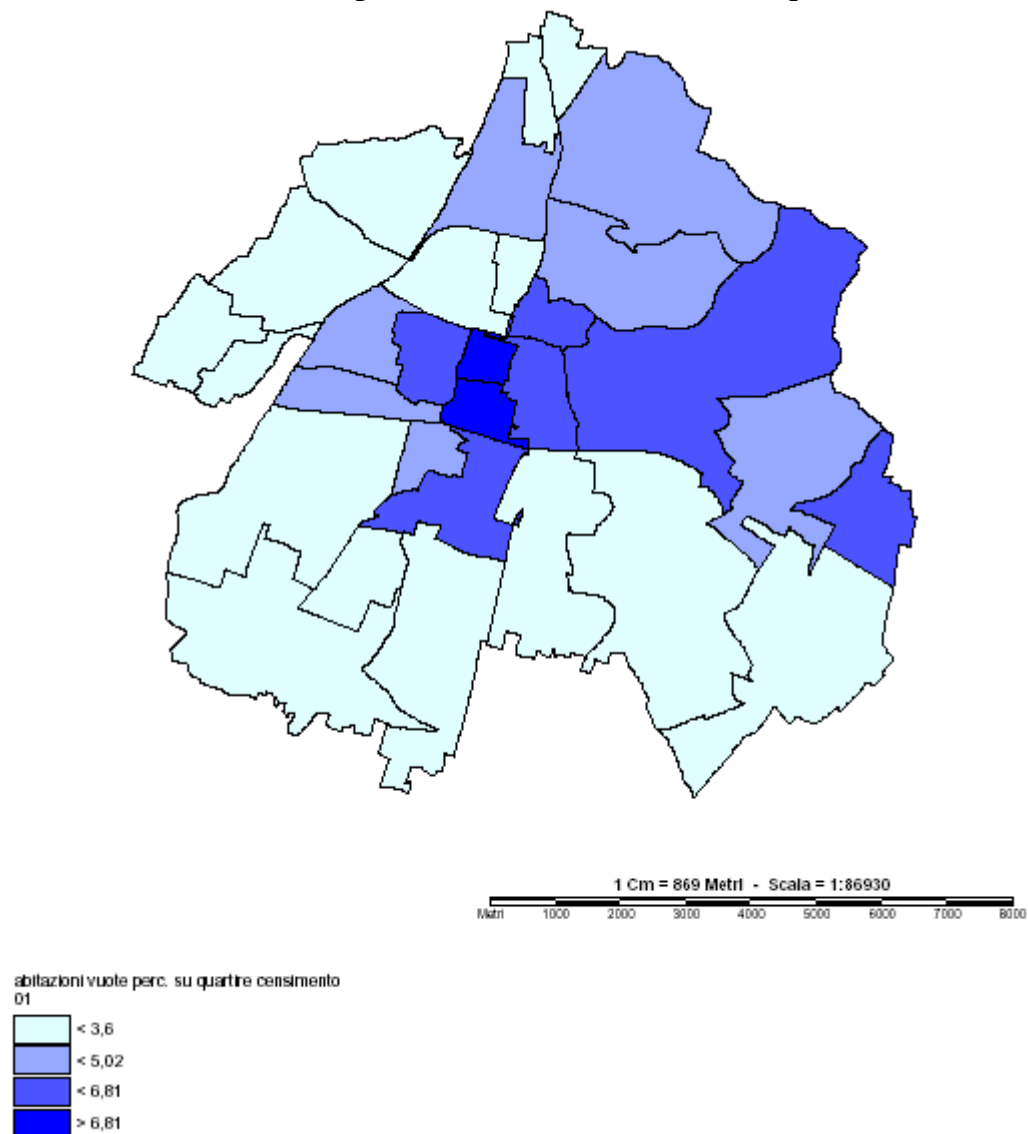 1 Cm = 869 Metri - Scala = 1:86930
Metri 1000 2000 3000 4000 5000 6000 7000 8000
abitazioni vuote perc. su quartire censimento
01
< 3,6
< 5,02
< 6,81
> 6,81